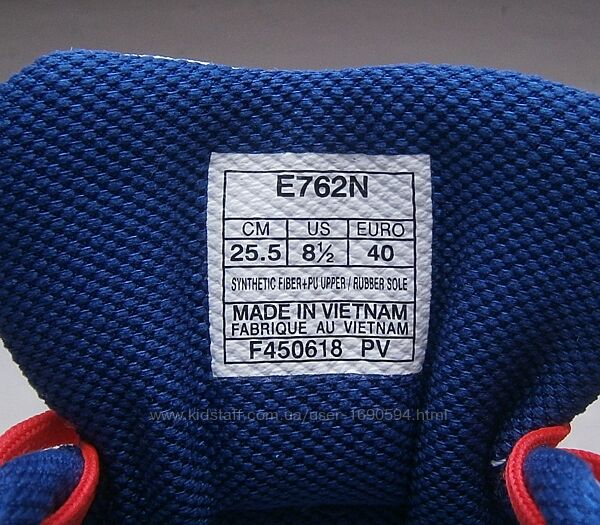 E762N
CM US EURO
25.5 8½ 40
SYNTHETIC FIBER+PU UPPER / RUBBER SOLE
MADE IN VIETNAM
FABRIQUE AU VIETNAM
F450618 PV
www.kidstaff.com.ua/user-1690594.html